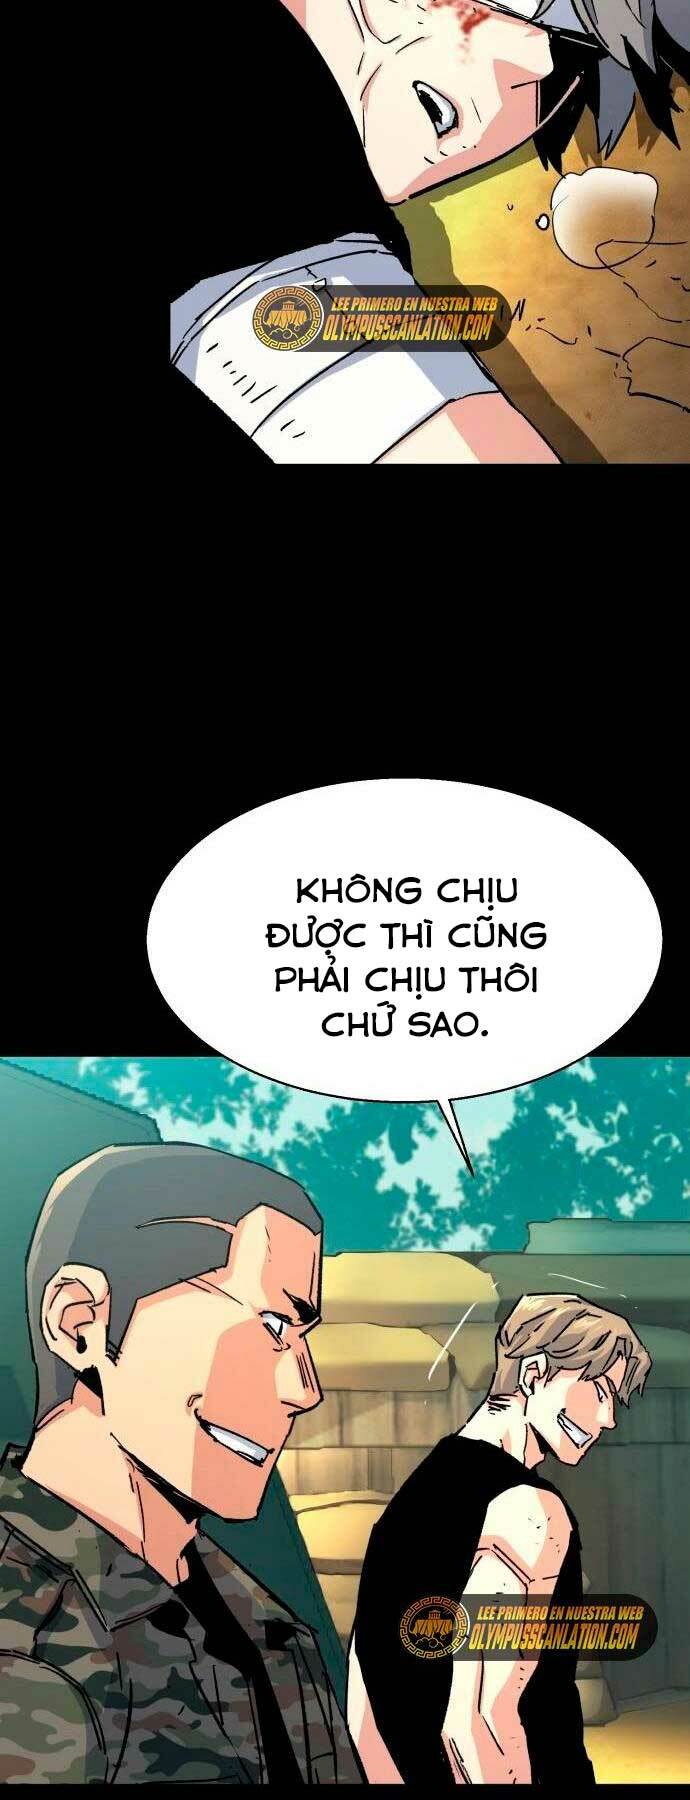 LEE PRIMERO EN NUESTRA WEB
OLYMPUSSCANLATION.COM
KHÔNG CHỊU
ĐƯỢC THÌ CŨNG
PHẢI CHỊU THÔI
CHỨ SAO.
LEE PRIMERO EN NUESTRA WEB
OLYMPUSSCANLATION.COM